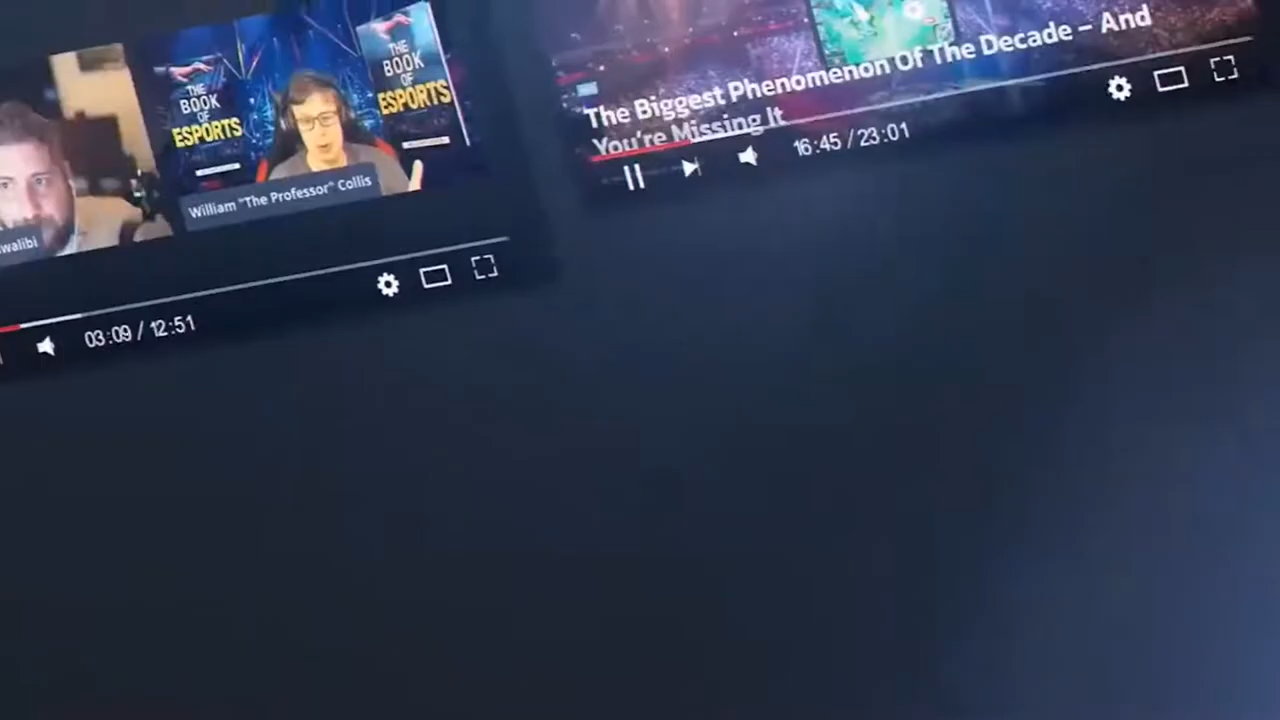 THE
BOOK
OF
ESPORTS
THE
BOOK
OF
ESPORTS
William "The Professor" Collis
walibi
03:09 / 12:51
The Biggest Phenomenon Of The Decade – And
You're Missing It
16:45 / 23:01